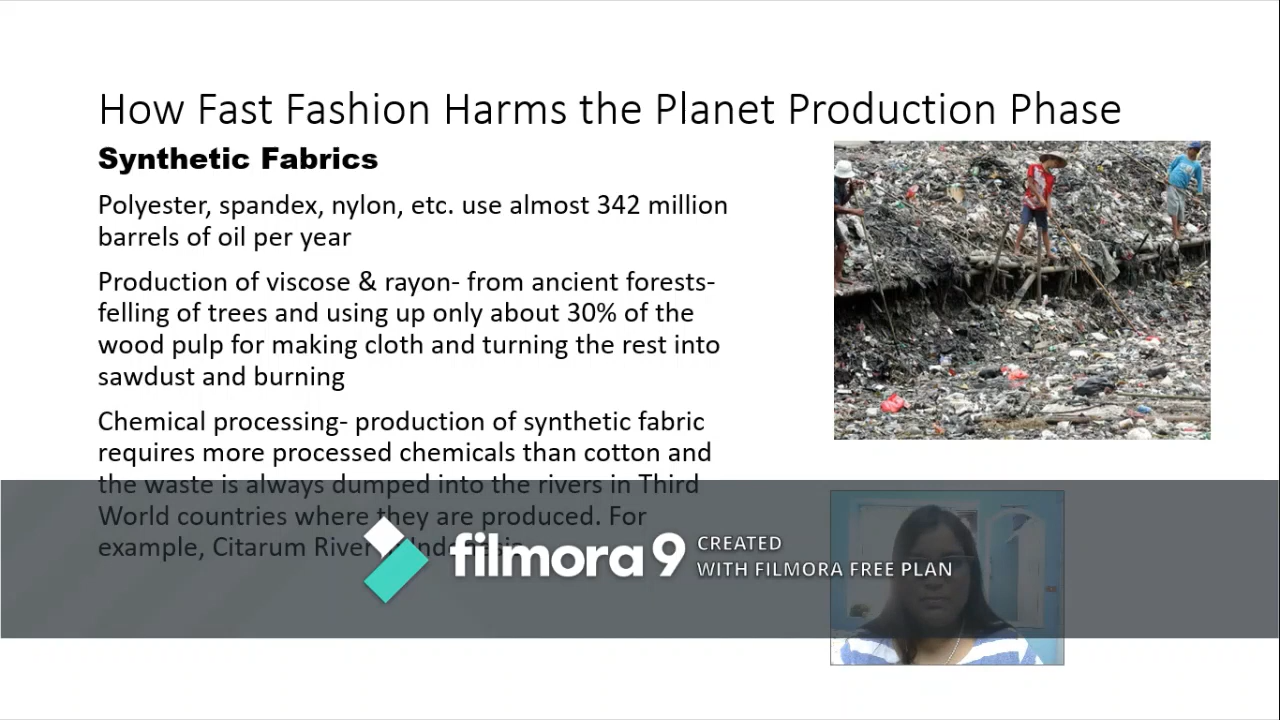 How Fast Fashion Harms the Planet Production Phase
Synthetic Fabrics
Polyester, spandex, nylon, etc. use almost 342 million
barrels of oil per year
Production of viscose & rayon- from ancient forests-
felling of trees and using up only about 30% of the
wood pulp for making cloth and turning the rest into
sawdust and burning
Chemical processing- production of synthetic fabric
requires more processed chemicals than cotton and
the waste is always dumped into the rivers in Third
World countries where they are produced. For
example, Citarum River Indonesia
filmora9
CREATED
WITH FILMORA FREE PLAN